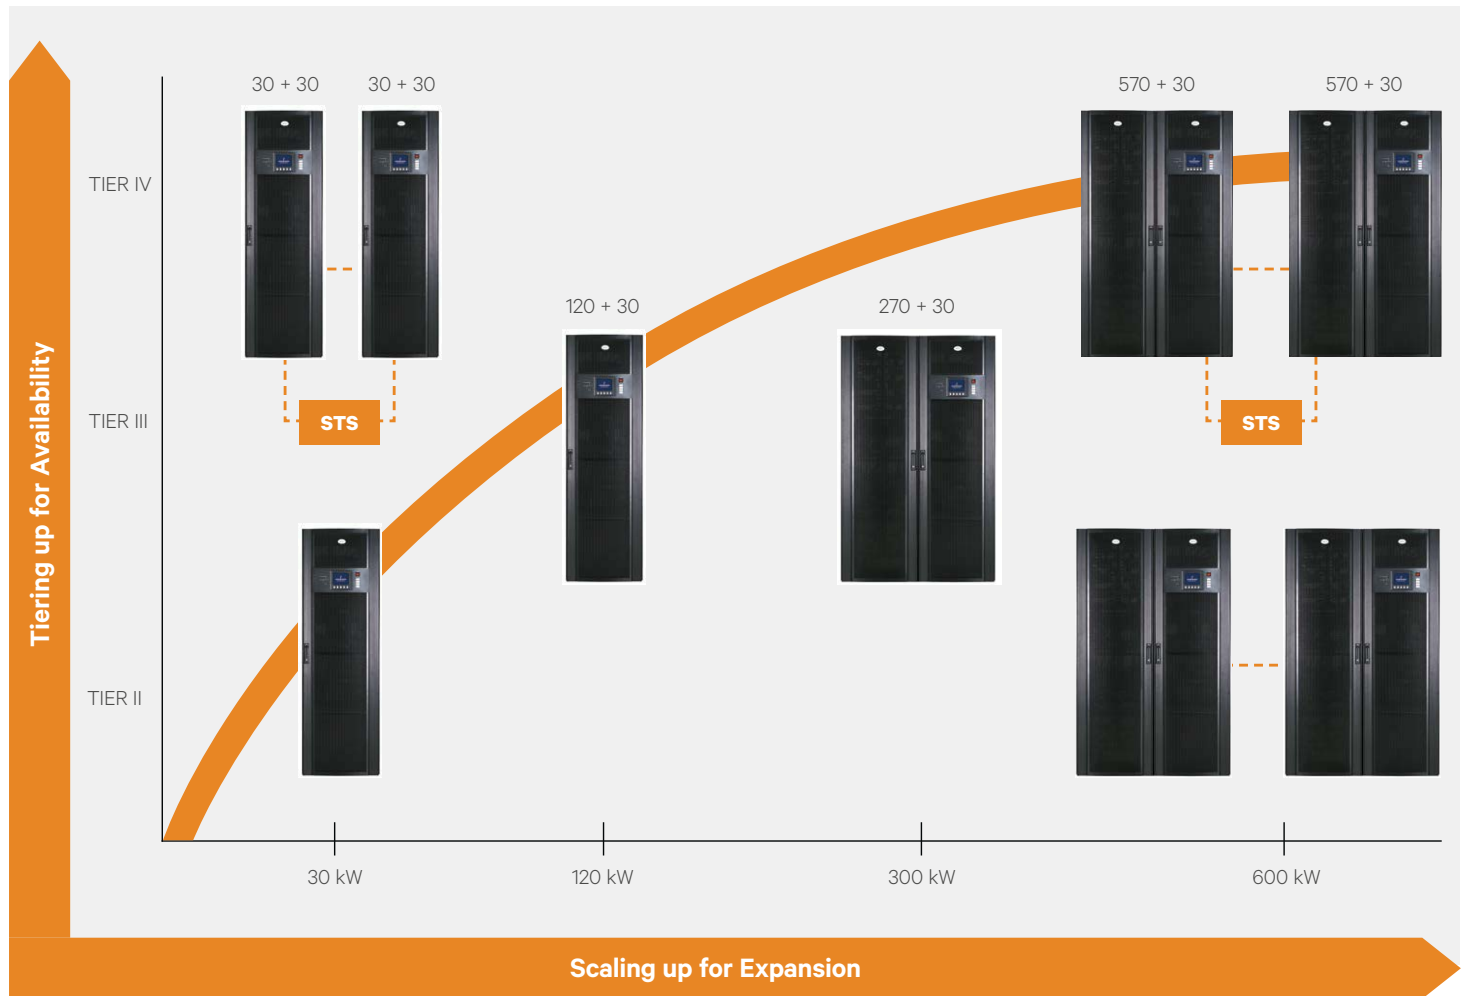 30 + 30
30 + 30
570 + 30
570 + 30
TIER IV
120 + 30
270 + 30
TIER III
STS
STS
Tiering up for Availability
TIER II
30 kW
120 kW
300 kW
600 kW
Scaling up for Expansion